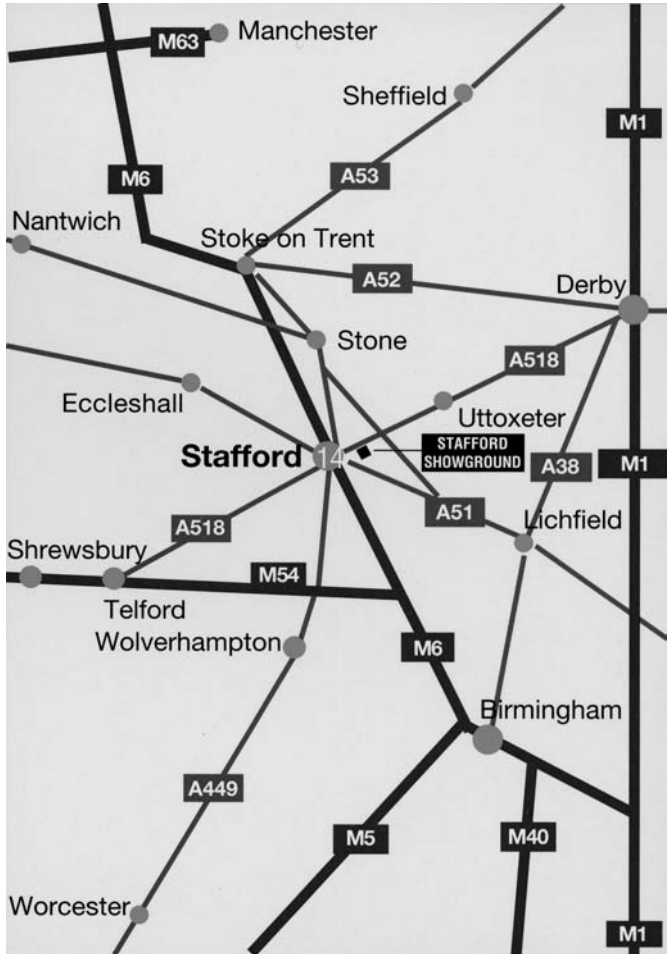 M63
Manchester
Sheffield
M1
M6
A53
Nantwich
Stoke on Trent
A52
Derby
Stone
A518
Eccleshall
Uttoxeter
Stafford
14
STAFFORD
SHOWGROUND
A38
M1
A518
A51
Lichfield
Shrewsbury
M54
Telford
Wolverhampton
M6
Birmingham
A449
M5
M40
Worcester
M1